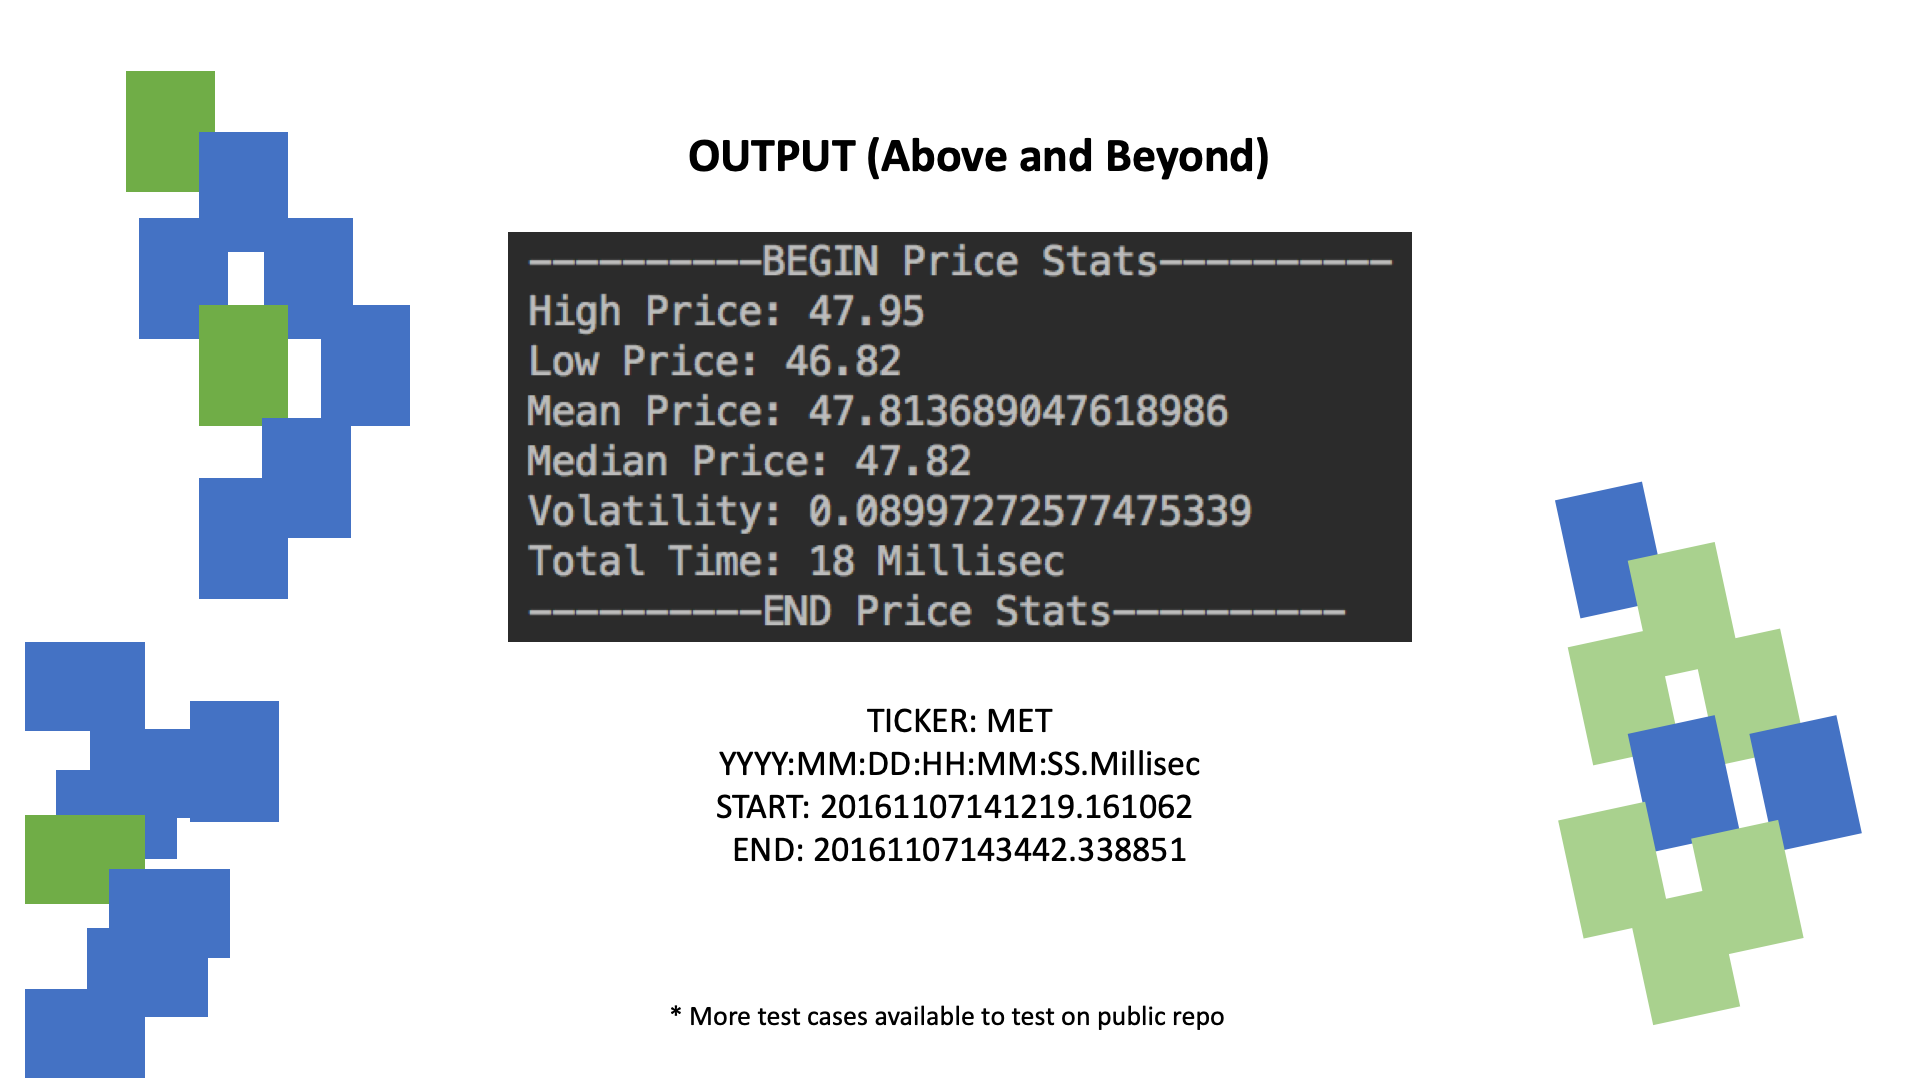 OUTPUT (Above and Beyond)
----------BEGIN Price Stats----------
High Price: 47.95
Low Price: 46.82
Mean Price: 47.813689047618986
Median Price: 47.82
Volatility: 0.08997272577475339
Total Time: 18 Millisec
----------END Price Stats----------
TICKER: MET
YYYY:MM:DD:HH:MM:SS.Millisec
START: 20161107141219.161062
END: 20161107143442.338851
* More test cases available to test on public repo